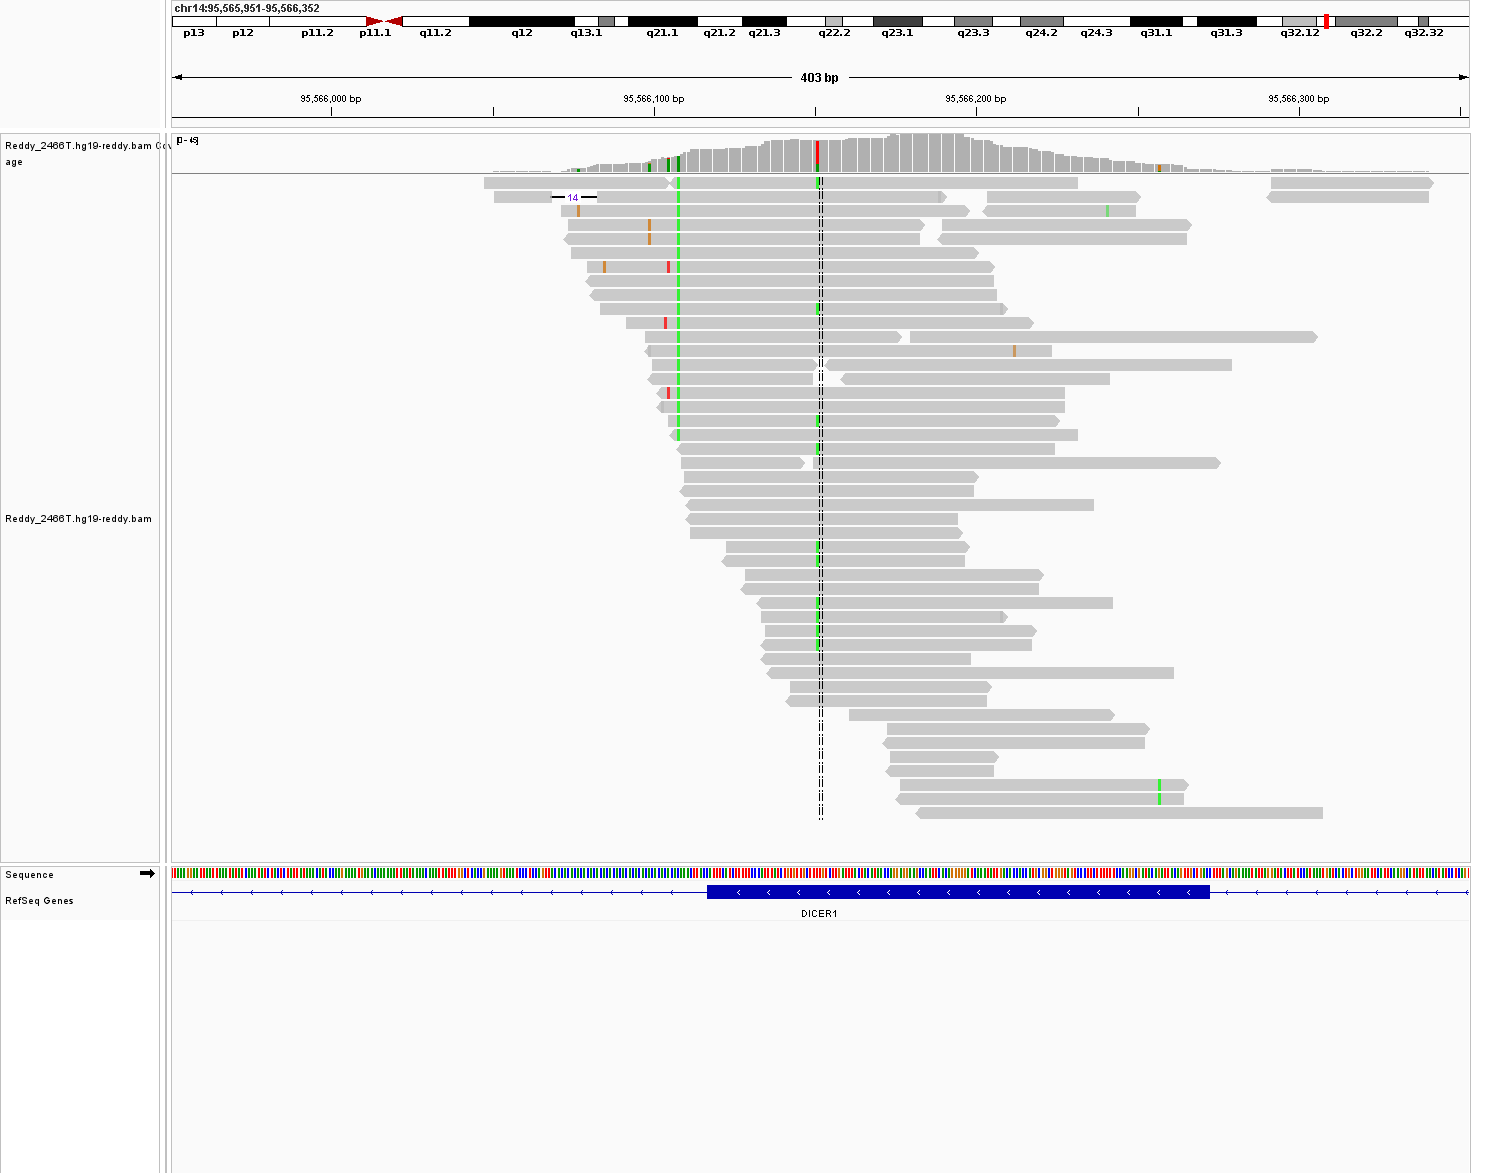 chr14:95,565,951-95,566,352
p13 p12 p11.2 p11.1 q11.2 q12 q13.1 q21.1 q21.2 q21.3 q22.2 q23.1 q23.3 q24.2 q24.3 q31.1 q31.3 q32.12 q32.2 q32.32
403 bp
95,566,000 bp 95,566,100 bp 95,566,200 bp 95,566,300 bp
[0 - 45]
Reddy_2466T.hg19-reddy.bam Cov
age
14
Reddy_2466T.hg19-reddy.bam
Sequence
RefSeq Genes
DICER1